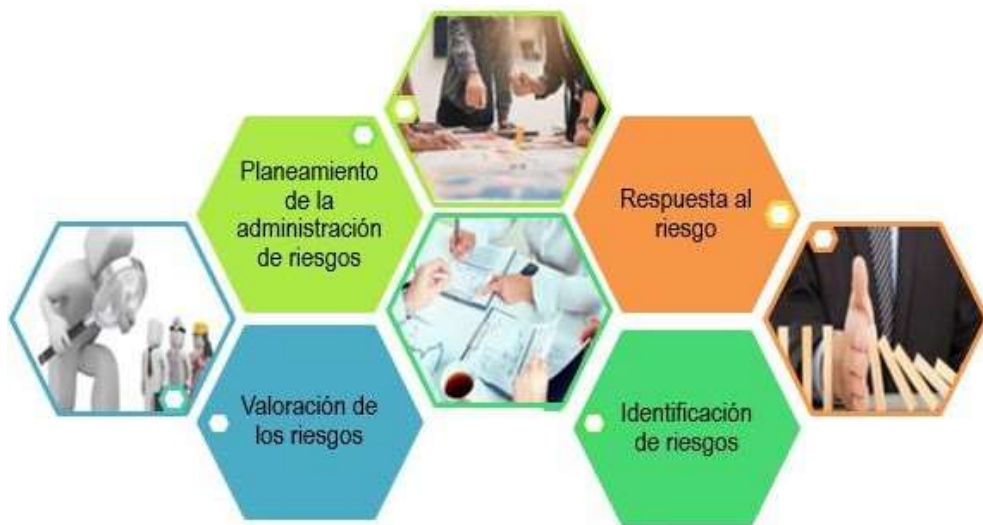 Planeamiento
de la
administración
de riesgos
Respuesta al
riesgo
Valoración de
los riesgos
Identificación
de riesgos